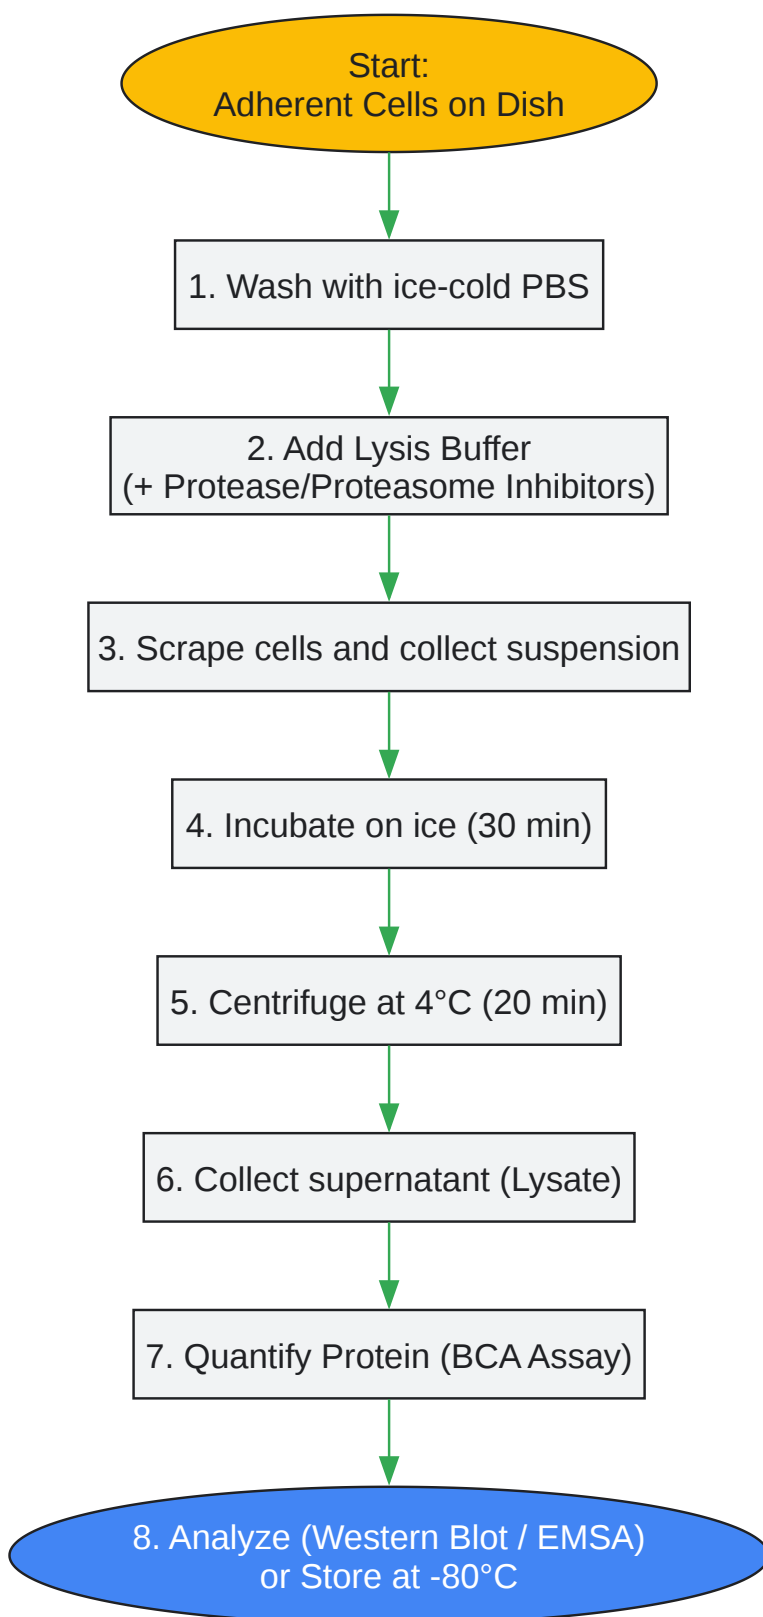 Start:
Adherent Cells on Dish
1. Wash with ice-cold PBS
2. Add Lysis Buffer
(+ Protease/Proteasome Inhibitors)
3. Scrape cells and collect suspension
4. Incubate on ice (30 min)
5. Centrifuge at 4°C (20 min)
6. Collect supernatant (Lysate)
7. Quantify Protein (BCA Assay)
8. Analyze (Western Blot / EMSA)
or Store at -80°C